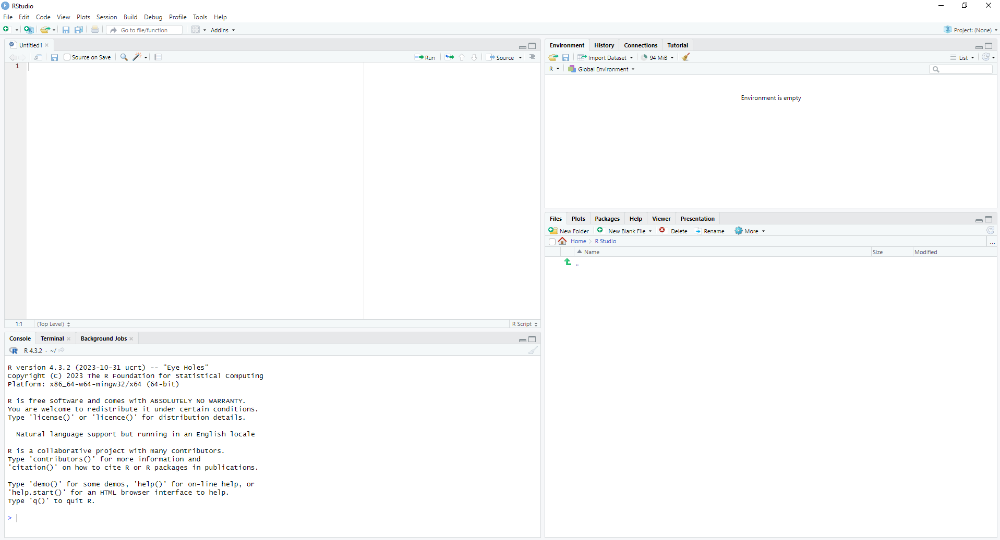 RStudio
File Edit Code View Plots Session Build Debug Profile Tools Help
Go to file/function Addins Project: (None)
Untitled1
Source on Save Run Source
1
1:1 (Top Level) R Script
Console Terminal Background Jobs
R 4.3.2 · ~/
R version 4.3.2 (2023-10-31 ucrt) -- "Eye Holes"
Copyright (C) 2023 The R Foundation for Statistical Computing
Platform: x86_64-w64-mingw32/x64 (64-bit)
R is free software and comes with ABSOLUTELY NO WARRANTY.
You are welcome to redistribute it under certain conditions.
Type 'license()' or 'licence()' for distribution details.
Natural language support but running in an English locale
R is a collaborative project with many contributors.
Type 'contributors()' for more information and
'citation()' on how to cite R or R packages in publications.
Type 'demo()' for some demos, 'help()' for on-line help, or
'help.start()' for an HTML browser interface to help.
Type 'q()' to quit R.
>
Environment History Connections Tutorial
Import Dataset 94 MiB List
R Global Environment
Environment is empty
Files Plots Packages Help Viewer Presentation
New Folder New Blank File Delete Rename More
Home R Studio ...
Name Size Modified
..